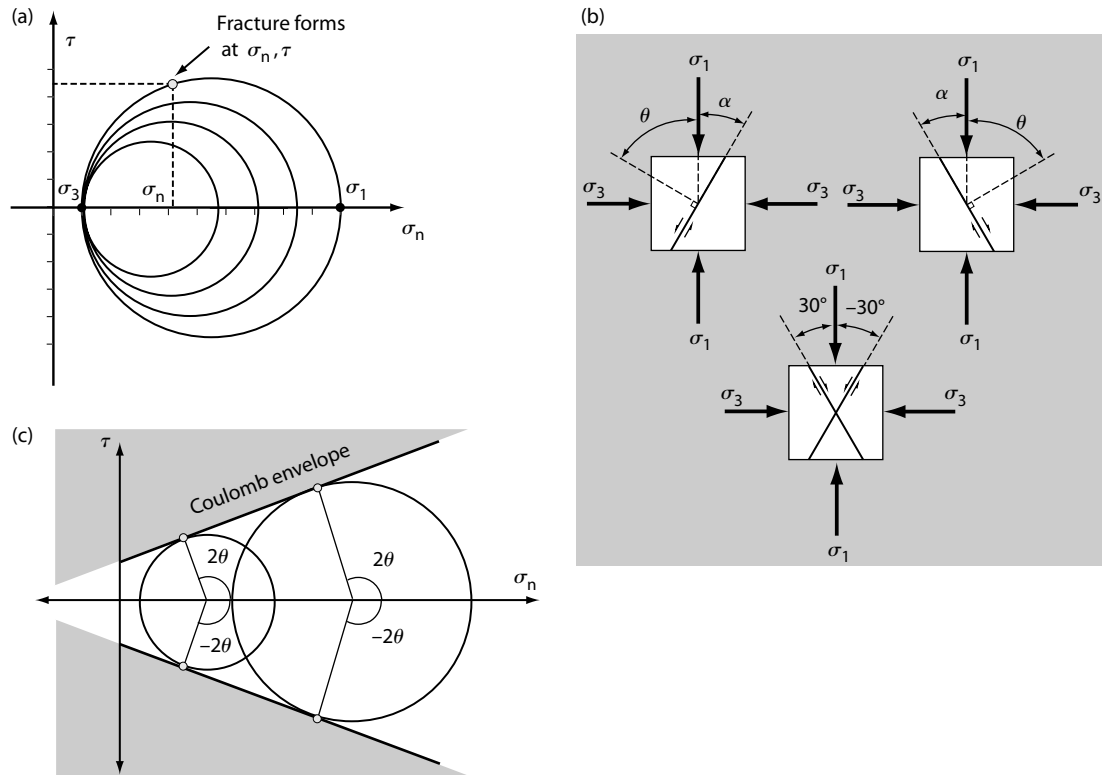 (a)
τ
Fracture forms
at σn, τ
σ3
σn
σ1
σn
(b)
σ1
θ
α
σ3
σ3
σ1
σ1
α
θ
σ3
σ3
σ1
σ1
30°
–30°
σ3
σ3
σ1
(c)
τ
Coulomb envelope
2θ
2θ
σn
–2θ
–2θ